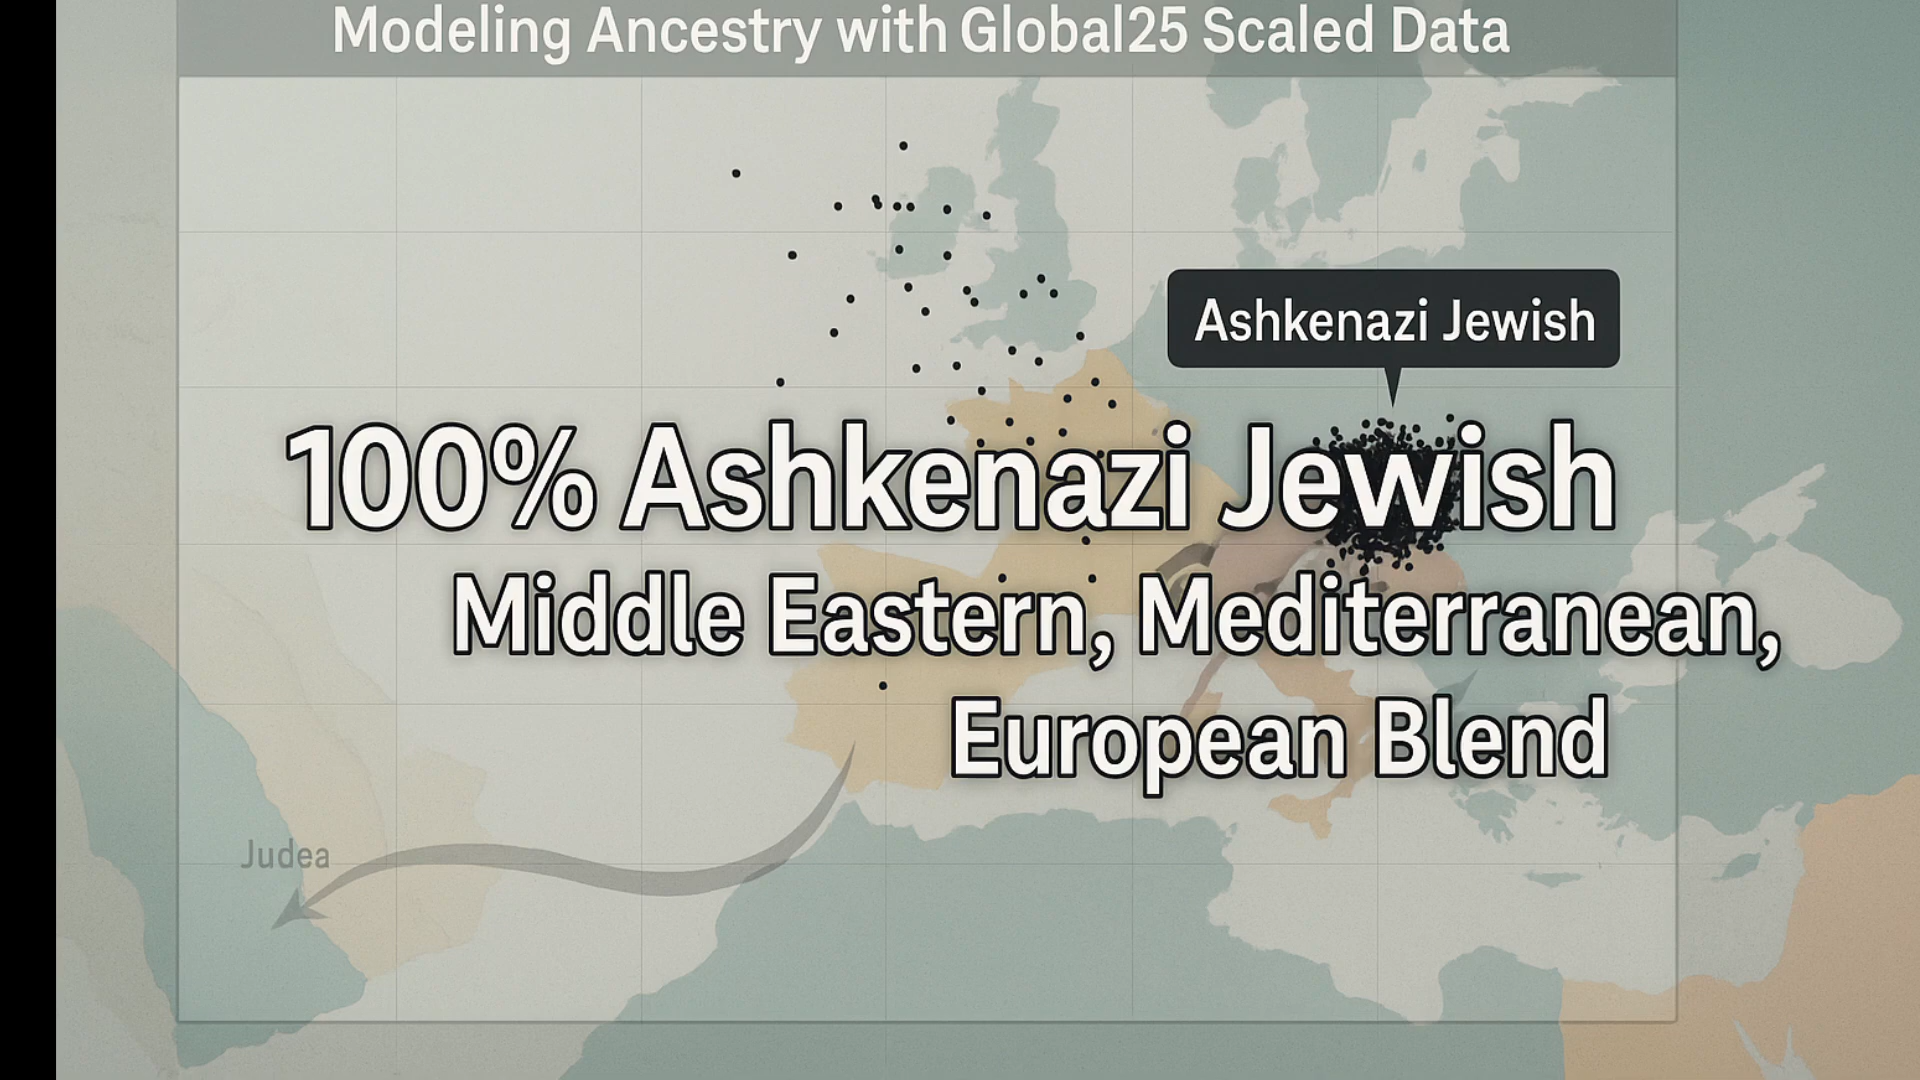 Modeling Ancestry with Global25 Scaled Data
Ashkenazi Jewish
100% Ashkenazi Jewish
Middle Eastern, Mediterranean,
European Blend
Judea